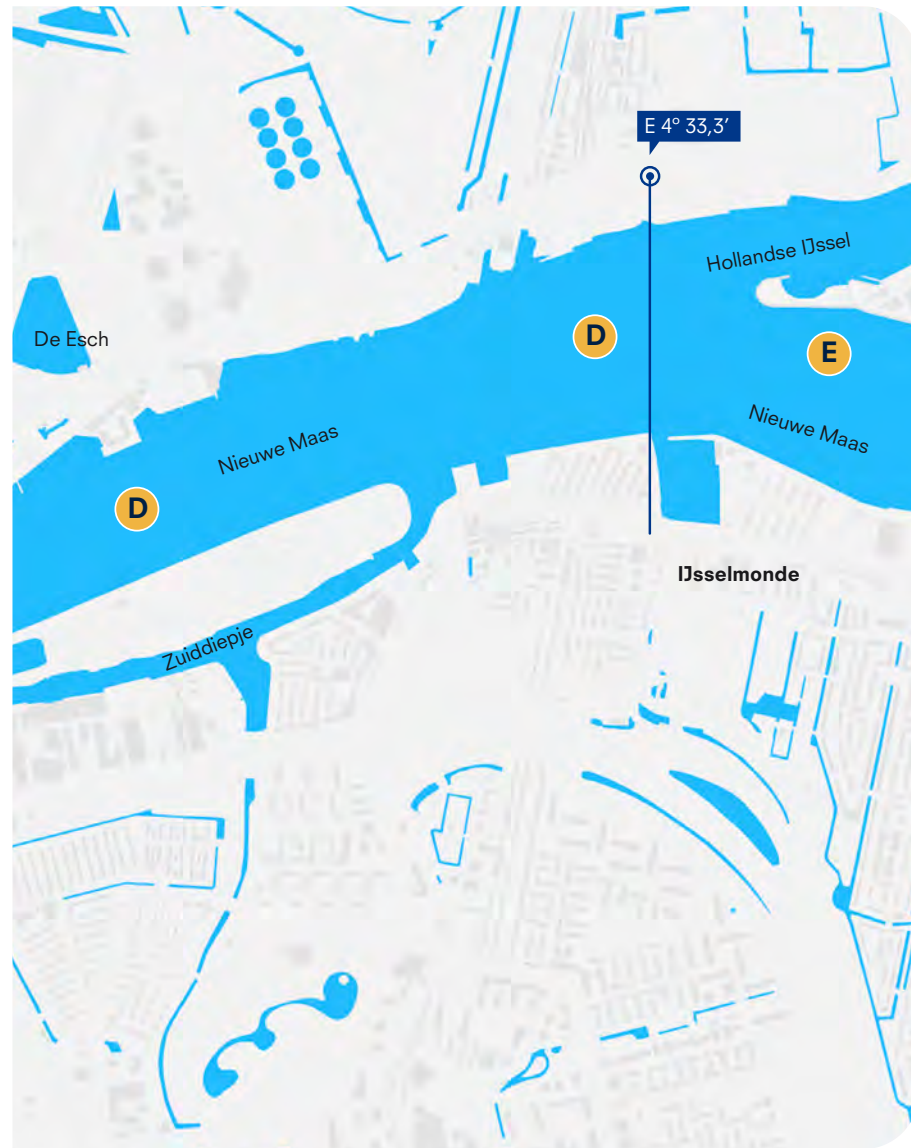 E 4° 33,3′
Hollandse IJssel
De Esch
D
E
Nieuwe Maas
Nieuwe Maas
D
IJsselmonde
Zuiddiepje